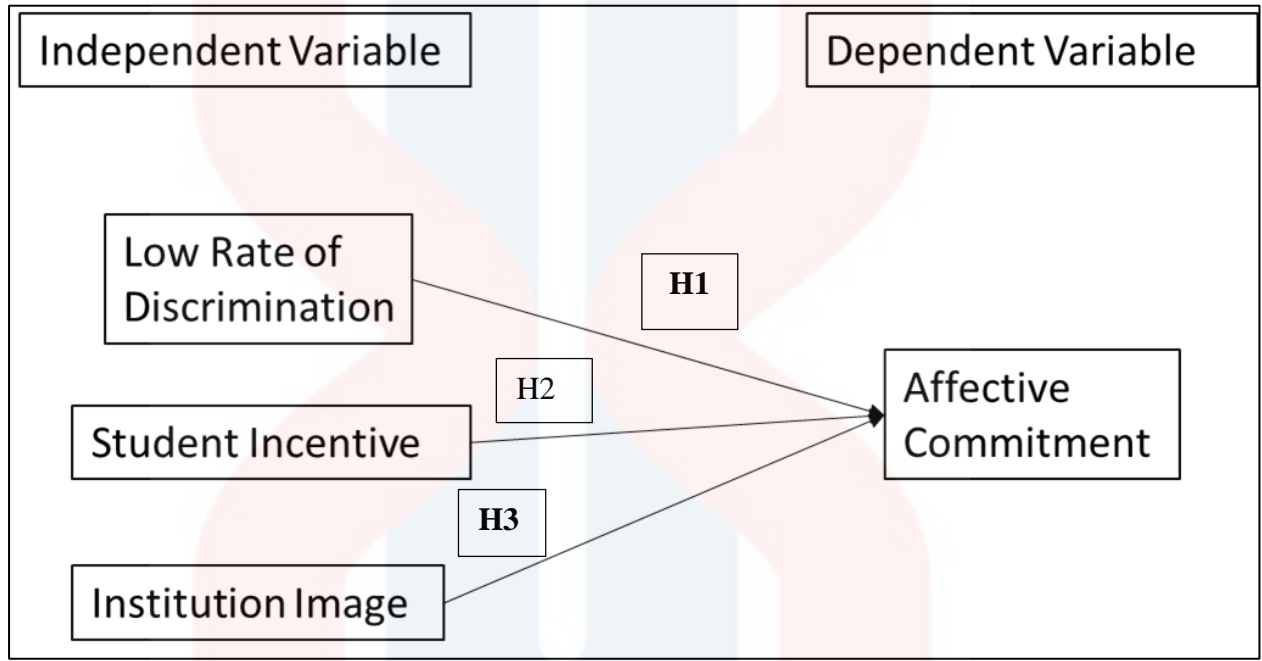 Independent Variable
Dependent Variable
Low Rate of
Discrimination
H1
H2
Affective
Commitment
Student Incentive
H3
Institution Image